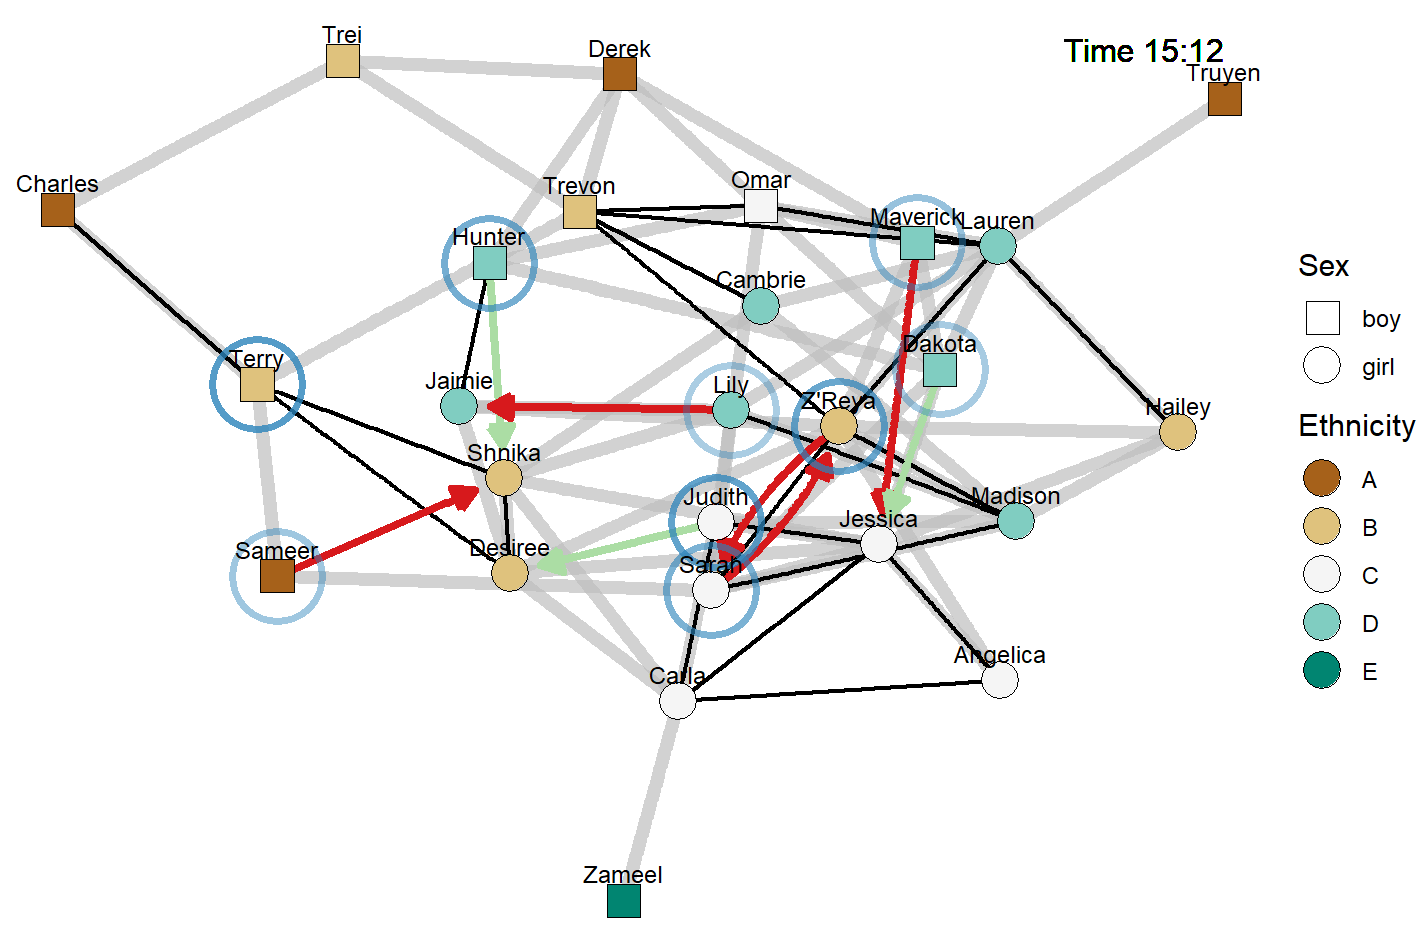 Trei
Derek
Time 15:12
Truyen
Charles
Trevon
Omar
Maverick
Lauren
Hunter
Cambrie
Terry
Dakota
Jaimie
Lily
Z'Reya
Hailey
Shnika
Judith
Jessica
Madison
Sameer
Desiree
Sarah
Carla
Angelica
Zameel
Sex
boy
girl
Ethnicity
A
B
C
D
E